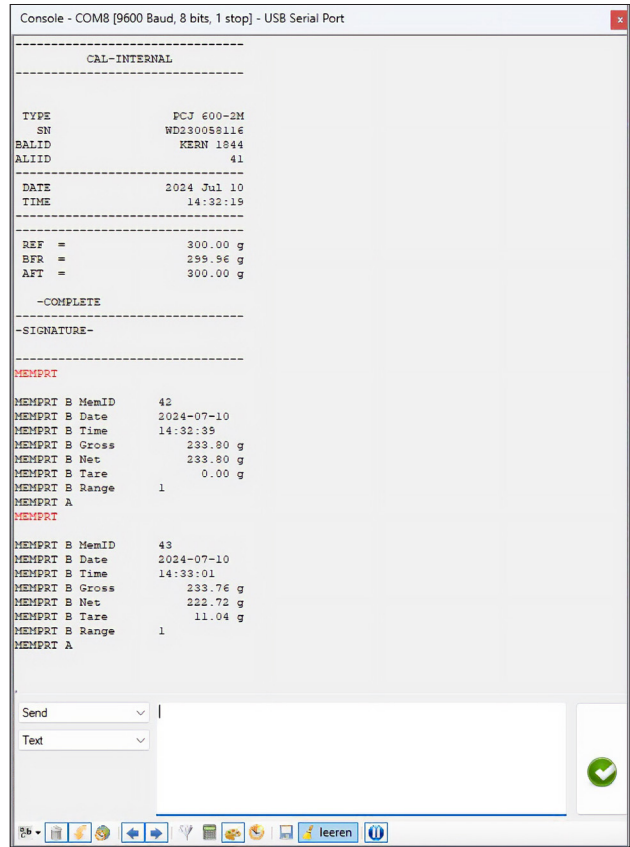 Console - COM8 [9600 Baud, 8 bits, 1 stop] - USB Serial Port
x
--------------------------------
CAL-INTERNAL
--------------------------------
TYPE PCJ 600-2M
SN WD230058116
BALID KERN 1844
ALIID 41
--------------------------------
DATE 2024 Jul 10
TIME 14:32:19
--------------------------------
--------------------------------
REF = 300.00 g
BFR = 299.96 g
AFT = 300.00 g
-COMPLETE
--------------------------------
-SIGNATURE-
--------------------------------
MEMPRT
MEMPRT B MemID 42
MEMPRT B Date 2024-07-10
MEMPRT B Time 14:32:39
MEMPRT B Gross 233.80 g
MEMPRT B Net 233.80 g
MEMPRT B Tare 0.00 g
MEMPRT B Range 1
MEMPRT A
MEMPRT
MEMPRT B MemID 43
MEMPRT B Date 2024-07-10
MEMPRT B Time 14:33:01
MEMPRT B Gross 233.76 g
MEMPRT B Net 222.72 g
MEMPRT B Tare 11.04 g
MEMPRT B Range 1
MEMPRT A
Send
Text
leeren